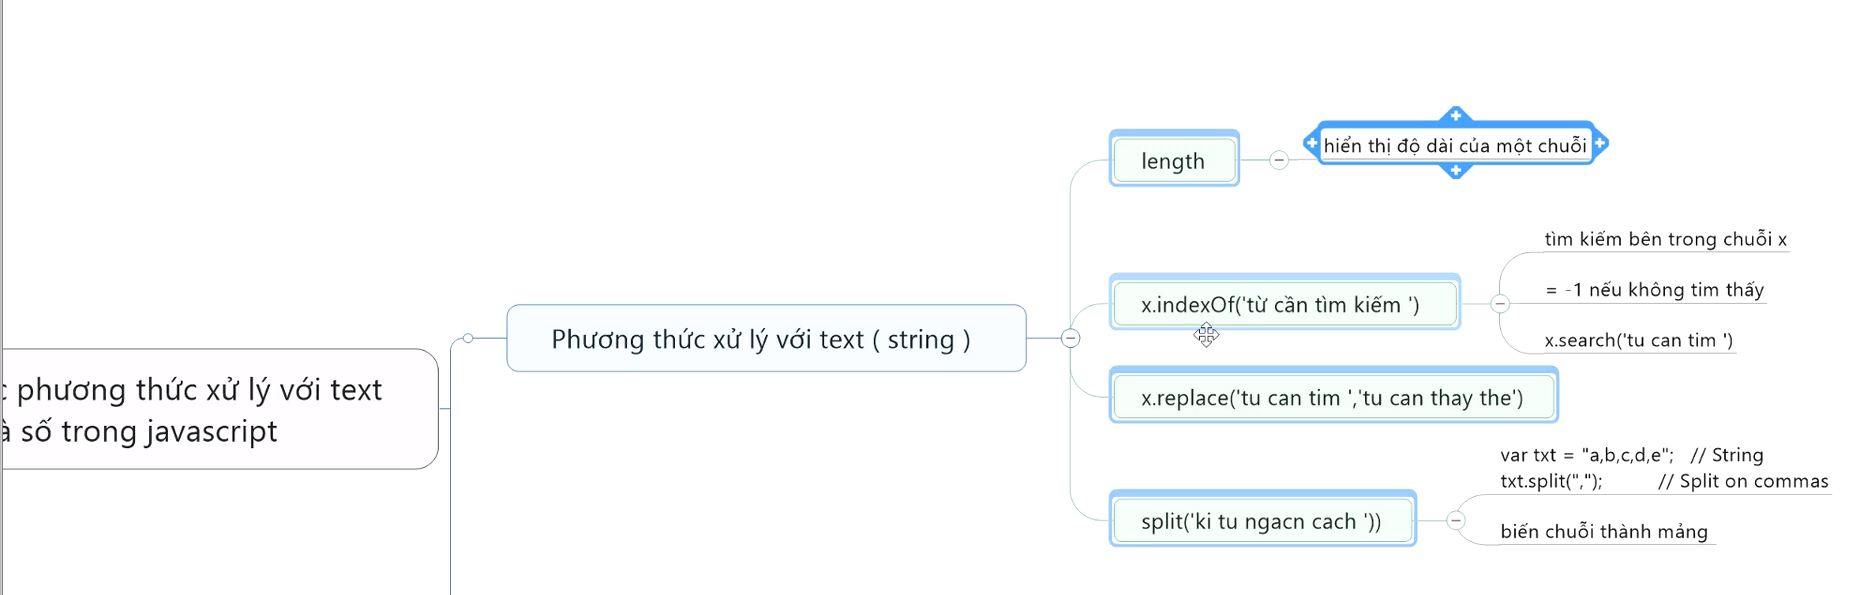 phương thức xử lý với text
số trong javascript
Phương thức xử lý với text ( string )
length
hiển thị độ dài của một chuỗi
x.indexOf('từ cần tìm kiếm ')
tìm kiếm bên trong chuỗi x
= -1 nếu không tim thấy
x.search('tu can tim ')
x.replace('tu can tim ','tu can thay the')
split('ki tu ngacn cach '))
var txt = "a,b,c,d,e";   // String
txt.split(",");          // Split on commas
biến chuỗi thành mảng